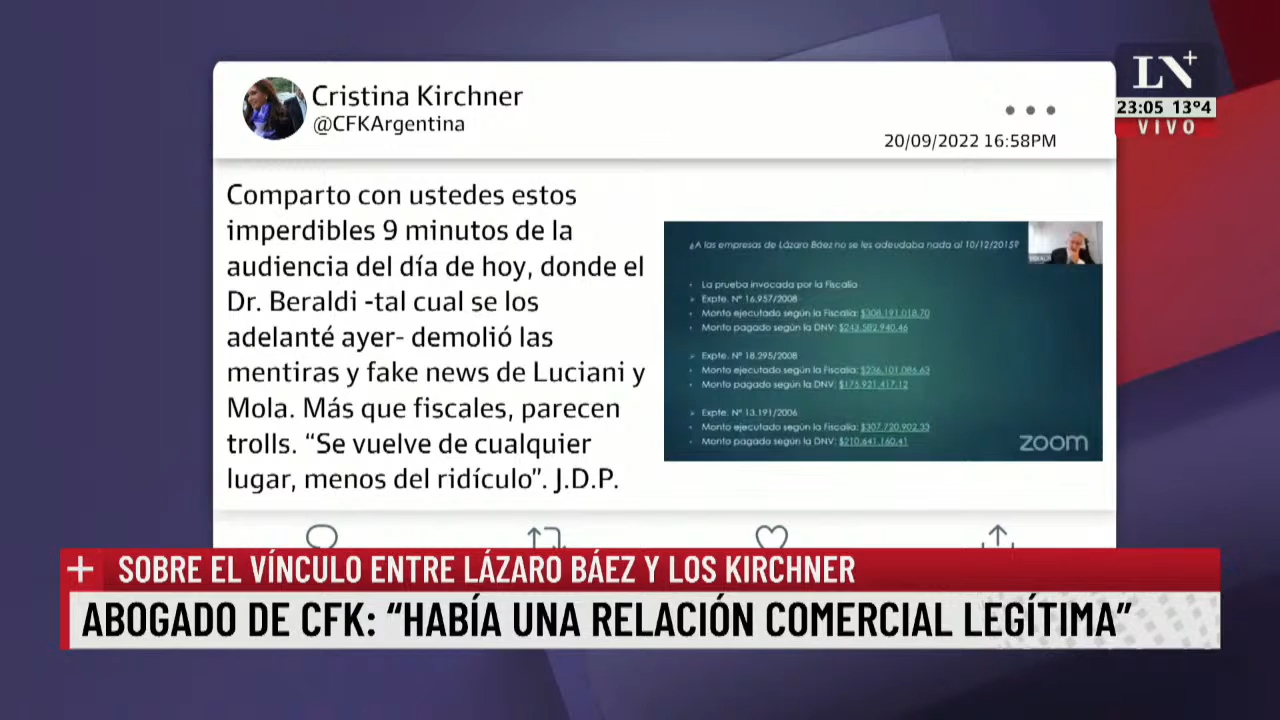 Cristina Kirchner
@CFKArgentina
20/09/2022 16:58PM
LN+
23:05 13°4
VIVO
Comparto con ustedes estos
imperdibles 9 minutos de la
audiencia del día de hoy, donde el
Dr. Beraldi -tal cual se los
adelanté ayer- demolió las
mentiras y fake news de Luciani y
Mola. Más que fiscales, parecen
trolls. “Se vuelve de cualquier
lugar, menos del ridículo”. J.D.P.
¿A las empresas de Lázaro Báez no se les adeudaba nada al 10/12/2015?
La prueba invocada por la Fiscalía
Expte. Nº 16.957/2008
Monto ejecutado según la Fiscalía: $308.191.018.70
Monto pagado según la DNV: $243.582.940.46
Expte. Nº 18.295/2008
Monto ejecutado según la Fiscalía: $236.101.086.63
Monto pagado según la DNV: $175.921.417.12
Expte. Nº 13.191/2006
Monto ejecutado según la Fiscalía: $307.720.902.33
Monto pagado según la DNV: $210.641.160.41
zoom
+ SOBRE EL VÍNCULO ENTRE LÁZARO BÁEZ Y LOS KIRCHNER
ABOGADO DE CFK: “HABÍA UNA RELACIÓN COMERCIAL LEGÍTIMA”